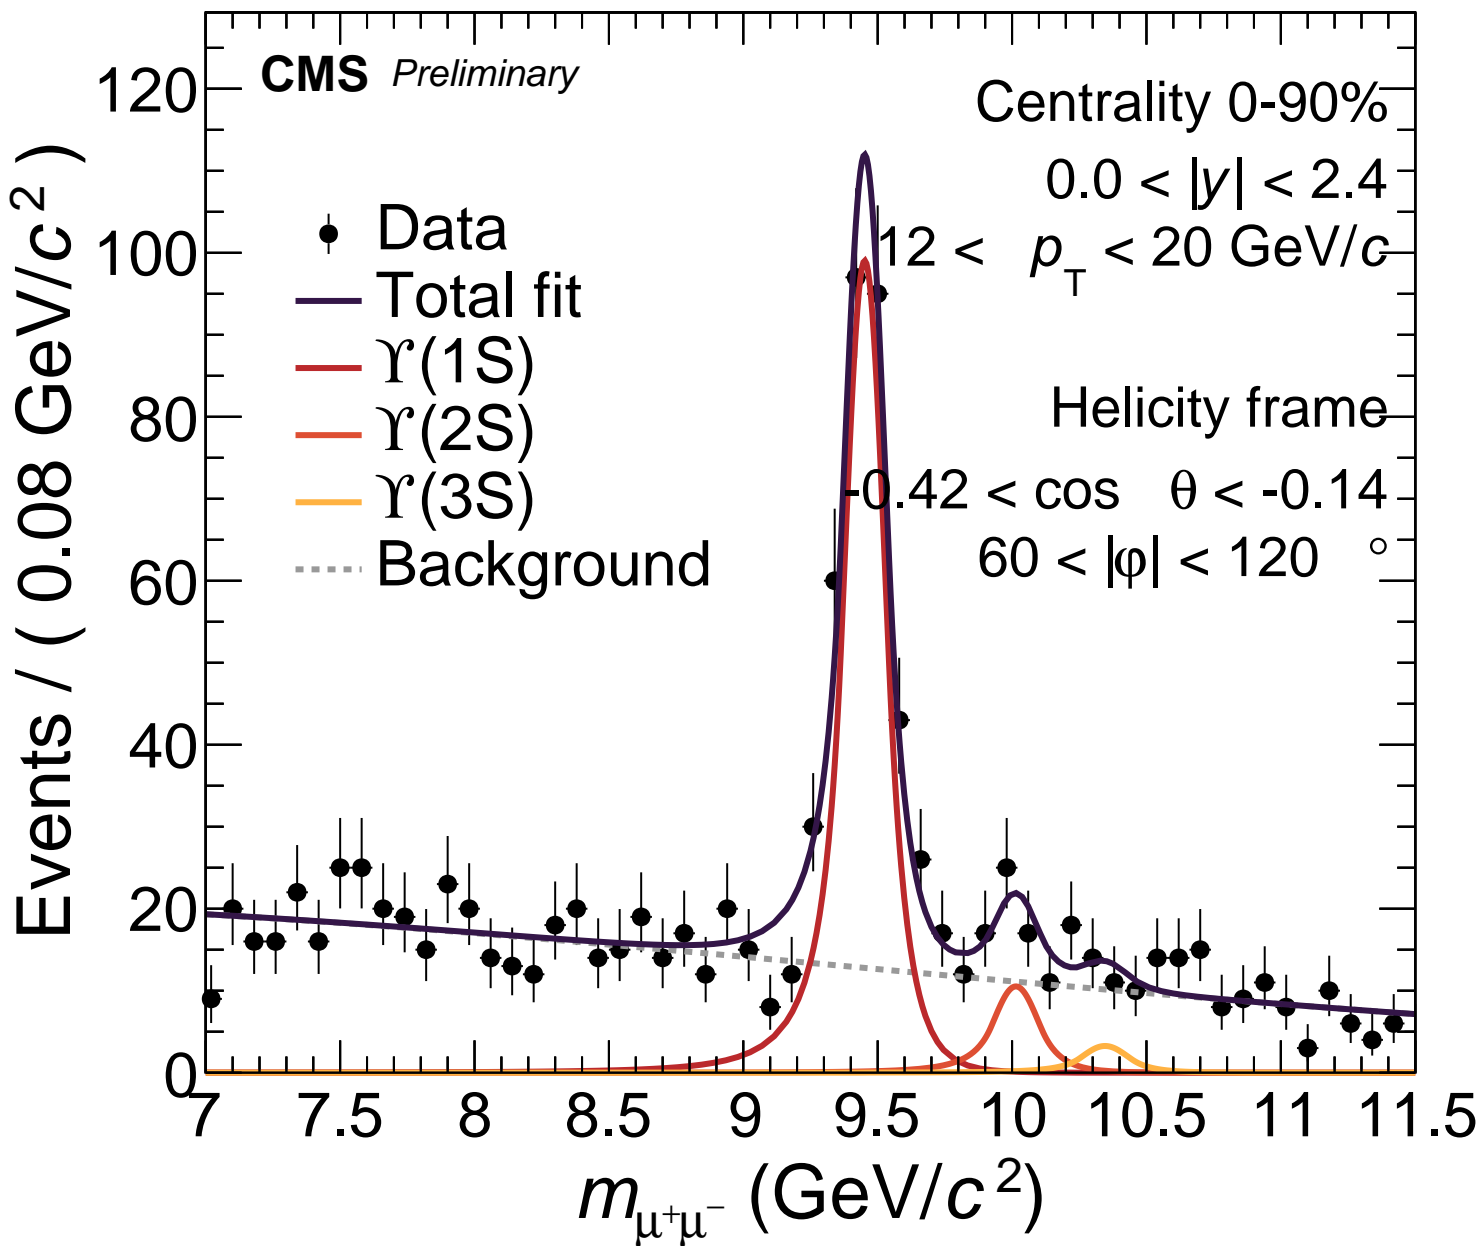 CMS Preliminary
Centrality 0-90%
0.0 < |y| < 2.4
12 < p_T < 20 GeV/c
Data
Total fit
ϒ(1S)
ϒ(2S)
ϒ(3S)
Background
Helicity frame
-0.42 < cos θ < -0.14
60 < |φ| < 120 °
Events / ( 0.08 GeV/c² )
120
100
80
60
40
20
0
7 7.5 8 8.5 9 9.5 10 10.5 11 11.5
m_μ⁺μ⁻ (GeV/c²)